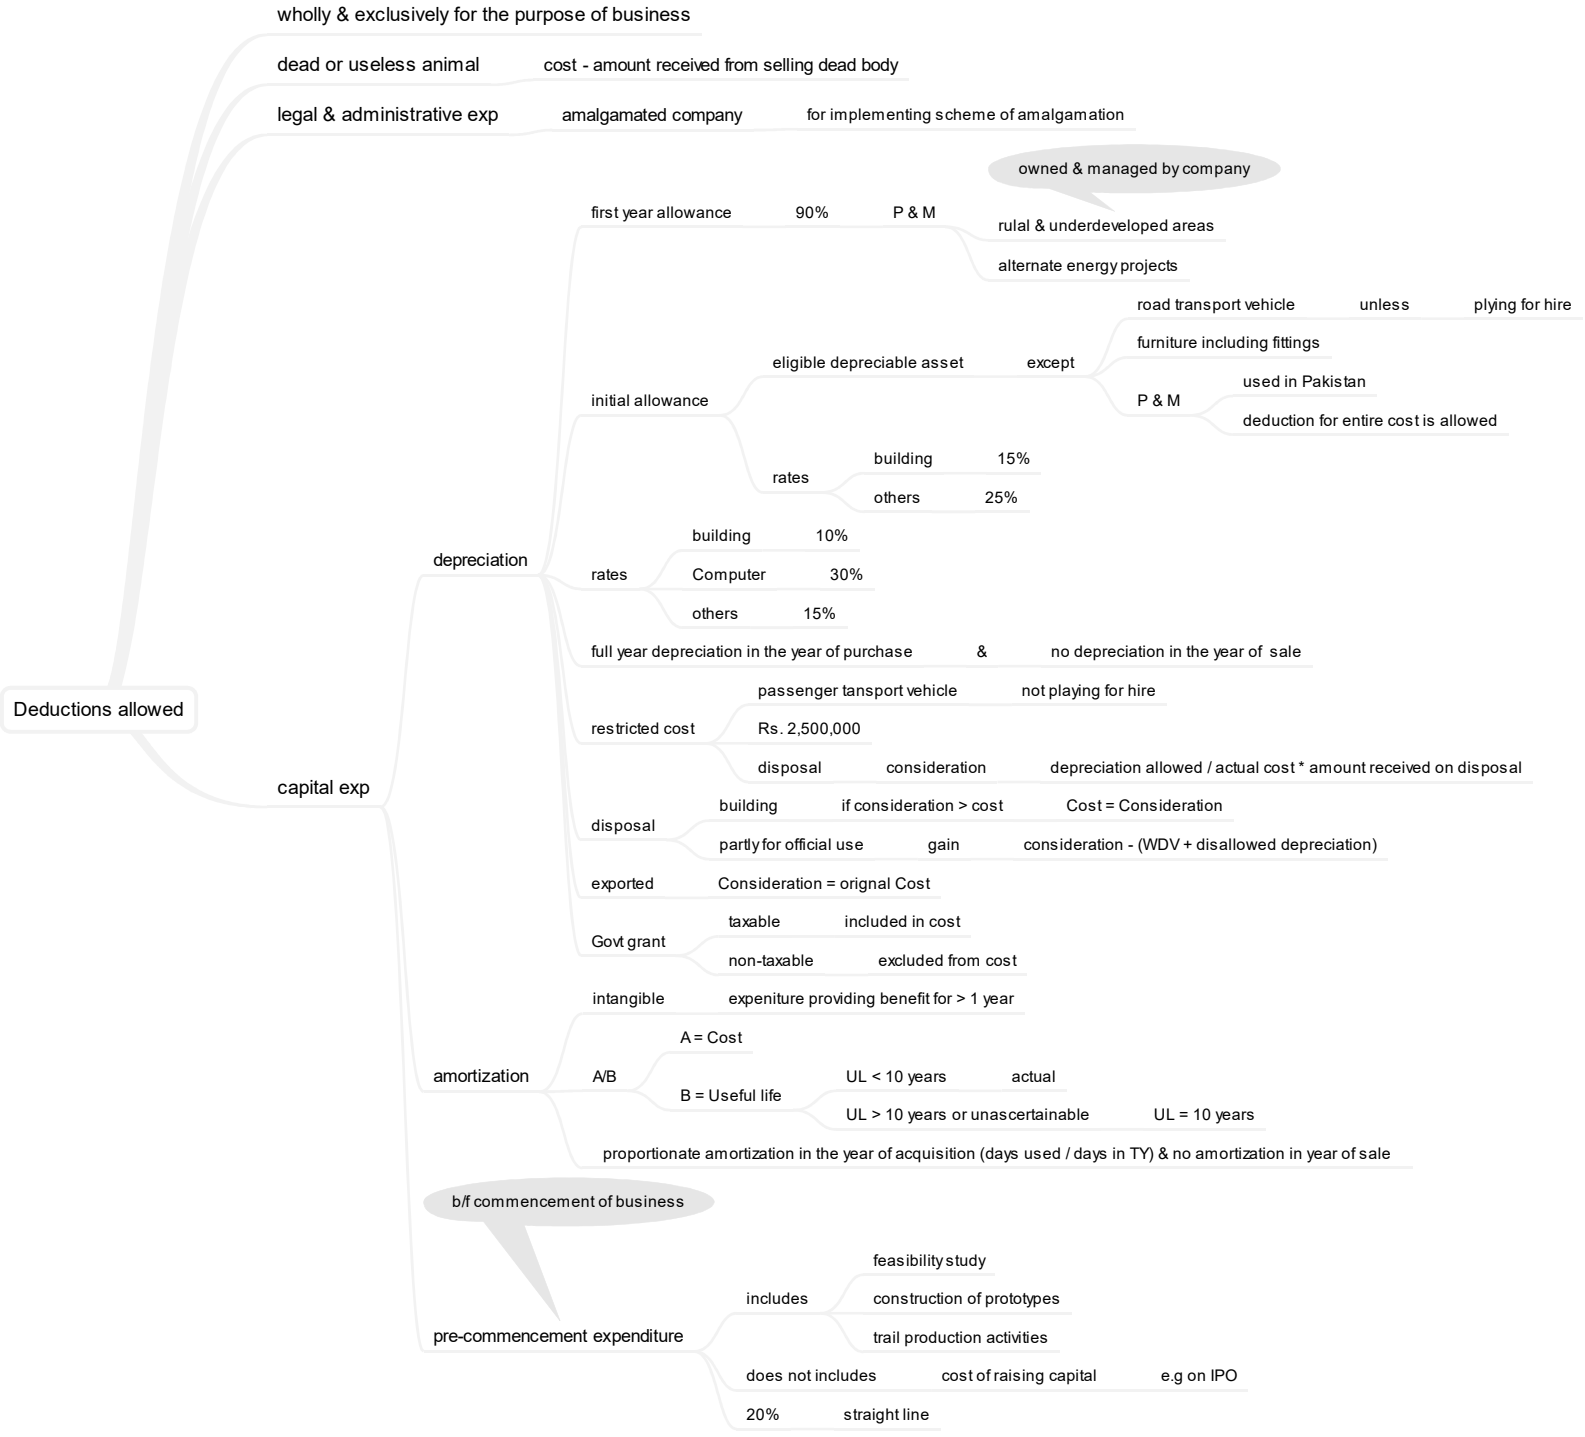 wholly & exclusively for the purpose of business
dead or useless animal cost - amount received from selling dead body
legal & administrative exp amalgamated company for implementing scheme of amalgamation
owned & managed by company
first year allowance 90% P & M
rulal & underdeveloped areas
alternate energy projects
road transport vehicle unless plying for hire
furniture including fittings
eligible depreciable asset except
used in Pakistan
initial allowance
P & M
deduction for entire cost is allowed
building 15%
rates
others 25%
building 10%
depreciation
rates
Computer 30%
others 15%
full year depreciation in the year of purchase & no depreciation in the year of sale
passenger tansport vehicle not playing for hire
Deductions allowed
restricted cost
Rs. 2,500,000
disposal consideration depreciation allowed / actual cost * amount received on disposal
capital exp
building if consideration > cost Cost = Consideration
disposal
partly for official use gain consideration - (WDV + disallowed depreciation)
exported Consideration = orignal Cost
taxable included in cost
Govt grant
non-taxable excluded from cost
intangible expeniture providing benefit for > 1 year
A = Cost
amortization
A/B
UL < 10 years actual
B = Useful life
UL > 10 years or unascertainable UL = 10 years
proportionate amortization in the year of acquisition (days used / days in TY) & no amortization in year of sale
b/f commencement of business
feasibility study
includes
construction of prototypes
pre-commencement expenditure
trail production activities
does not includes cost of raising capital e.g on IPO
20% straight line